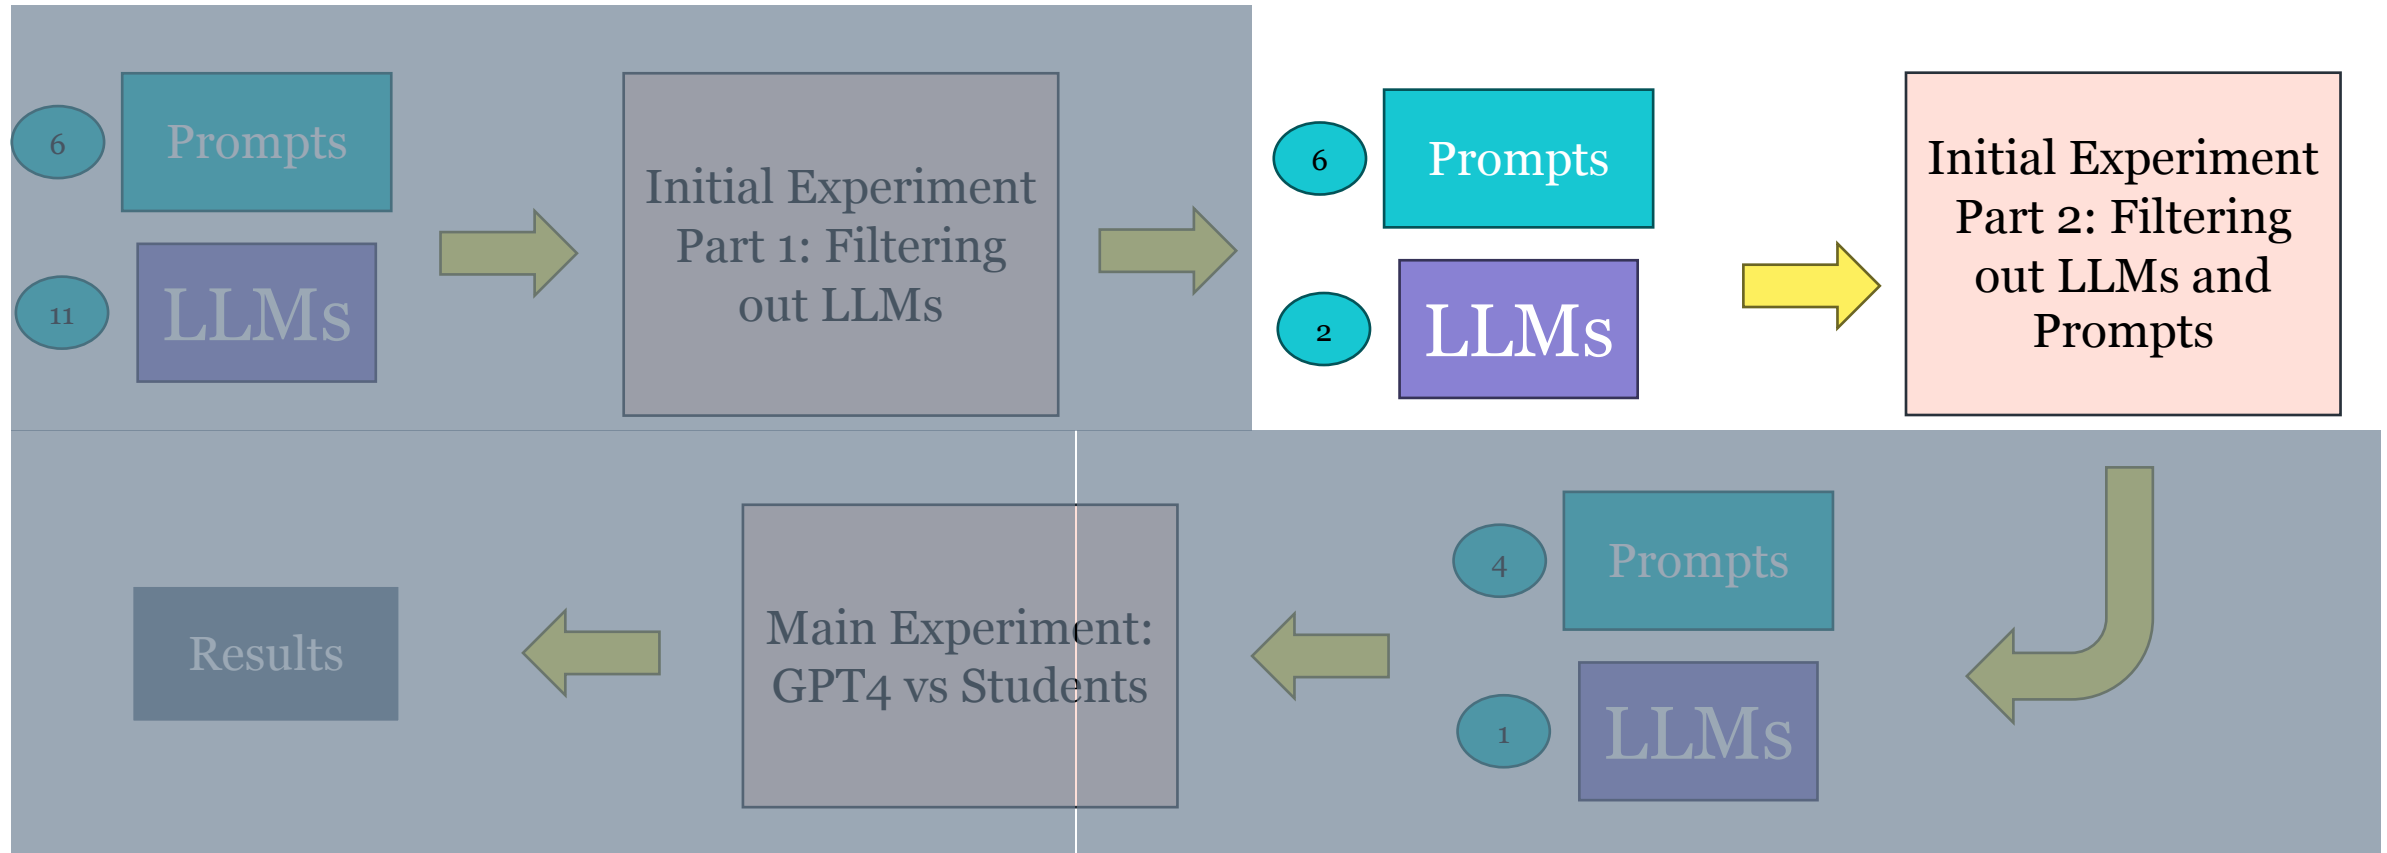 6
Prompts
11
LLMs
Initial Experiment
Part 1: Filtering
out LLMs
6
Prompts
2
LLMs
Initial Experiment
Part 2: Filtering
out LLMs and
Prompts
4
Prompts
1
LLMs
Main Experiment:
GPT4 vs Students
Results